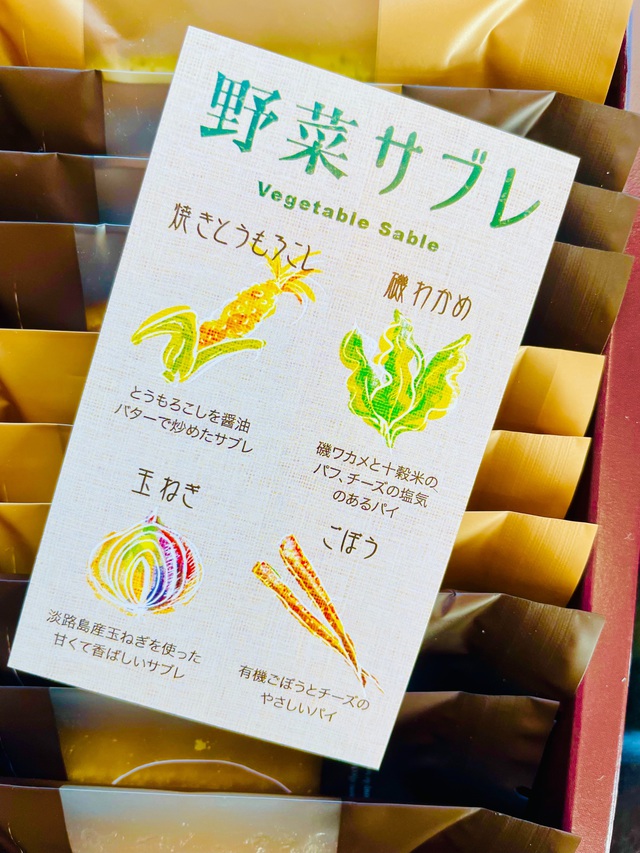 野菜サブレ
Vegetable Sable
焼きとうもろこし
とうもろこしを醤油
バターで炒めたサブレ
磯わかめ
磯ワカメと十穀米の
パフ、チーズの塩気
のあるパイ
玉ねぎ
淡路島産玉ねぎを使った
甘くて香ばしいサブレ
ごぼう
有機ごぼうとチーズの
やさしいパイ